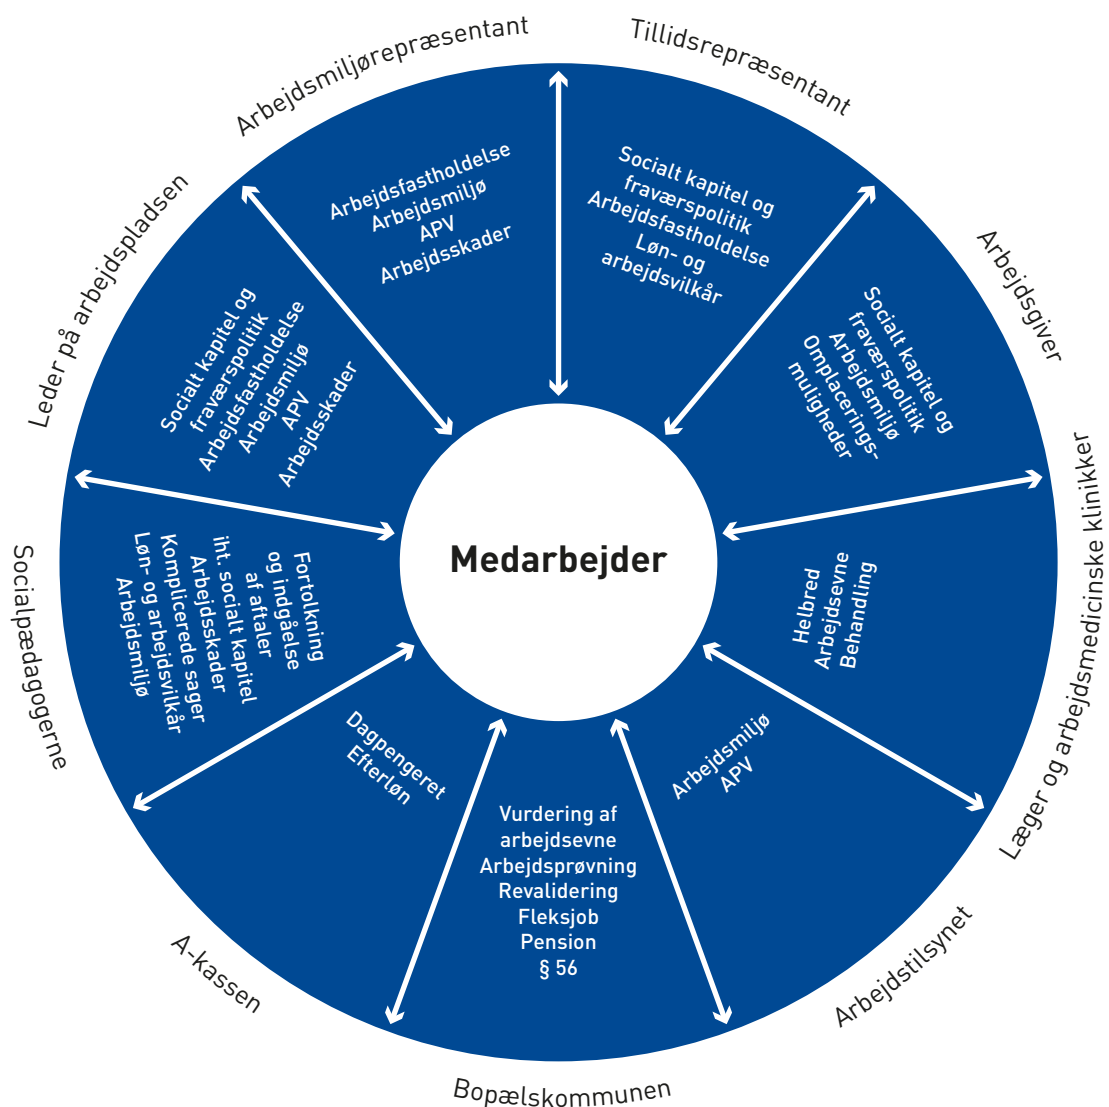 Tillidsrepræsentant
Socialt kapitel og
fraværspolitik
Arbejdsfastholdelse
Løn- og
arbejdsvilkår
Arbejdsgiver
Socialt kapitel og
fraværspolitik
Arbejdsmiljø
Omplacerings-
muligheder
Læger og arbejdsmedicinske klinikker
Helbred
Arbejdsevne
Behandling
Arbejdstilsynet
Arbejdsmiljø
APV
Bopælskommunen
Vurdering af
arbejdsevne
Arbejdsprøvning
Revalidering
Fleksjob
Pension
§ 56
A-kassen
Dagpengeret
Efterløn
Socialpædagogerne
Fortolkning
og indgåelse
af aftaler
iht. socialt kapitel
Arbejdsskader
Komplicerede sager
Løn- og arbejdsvilkår
Arbejdsmiljø
Leder på arbejdspladsen
Socialt kapitel og
fraværspolitik
Arbejdsfastholdelse
Arbejdsmiljø
APV
Arbejdsskader
Arbejdsmiljørepræsentant
Arbejdsfastholdelse
Arbejdsmiljø
APV
Arbejdsskader
Medarbejder